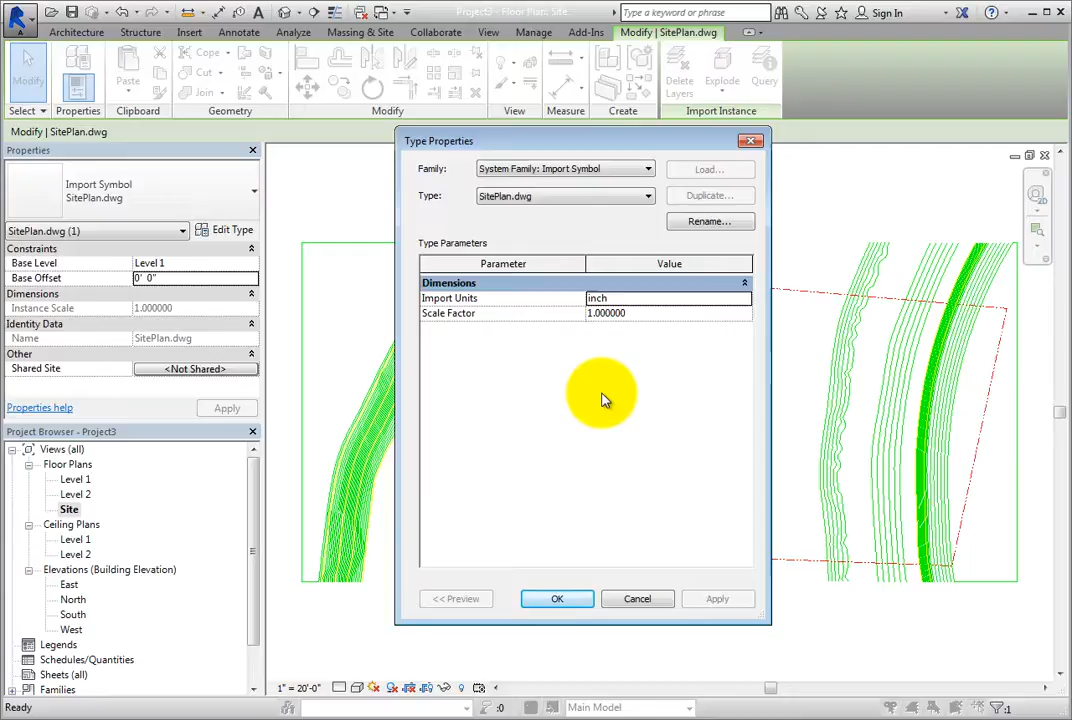 Project3 - Floor Plan: Site
Type a keyword or phrase
Sign In
Architecture
Structure
Insert
Annotate
Analyze
Massing & Site
Collaborate
View
Manage
Add-Ins
Modify | SitePlan.dwg
Modify
Paste
Cope
Cut
Join
Delete
Layers
Explode
Query
Select
Properties
Clipboard
Geometry
Modify
View
Measure
Create
Import Instance
Modify | SitePlan.dwg
Properties
Import Symbol
SitePlan.dwg
SitePlan.dwg (1)
Edit Type
Constraints
Base Level
Level 1
Base Offset
0' 0"
Dimensions
Instance Scale
1.000000
Identity Data
Name
SitePlan.dwg
Other
Shared Site
<Not Shared>
Properties help
Apply
Project Browser - Project3
Views (all)
Floor Plans
Level 1
Level 2
Site
Ceiling Plans
Level 1
Level 2
Elevations (Building Elevation)
East
North
South
West
Legends
Schedules/Quantities
Sheets (all)
Families
Type Properties
Family:
System Family: Import Symbol
Load...
Type:
SitePlan.dwg
Duplicate...
Rename...
Type Parameters
Parameter
Value
Dimensions
Import Units
inch
Scale Factor
1.000000
<< Preview
OK
Cancel
Apply
2D
1" = 20'-0"
Ready
:0
Main Model
:1